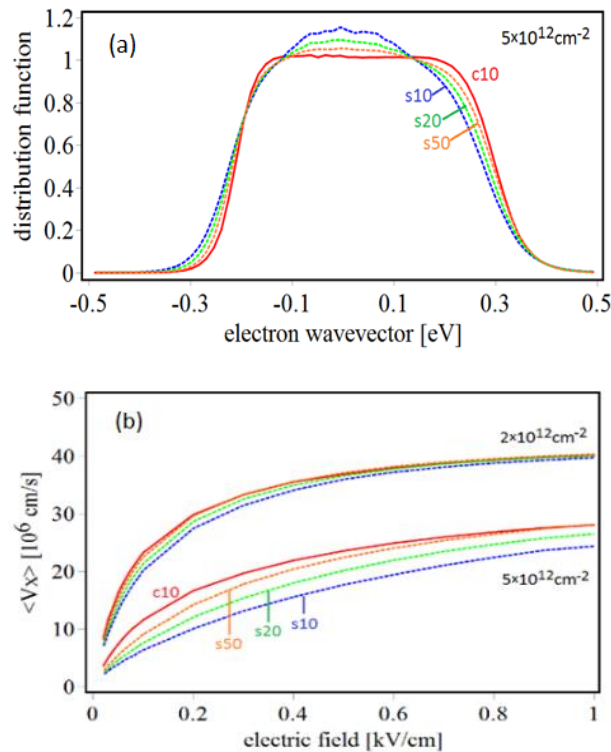 (a)
5×10¹²cm⁻²
distribution function
1.2
1
0.8
0.6
0.4
0.2
0
c10
s10
s20
s50
-0.5
-0.3
-0.1
0.1
0.3
0.5
electron wavevector [eV]
(b)
<Vx> [10⁶ cm/s]
50
40
30
20
10
0
2×10¹²cm⁻²
c10
s50
s20
s10
5×10¹²cm⁻²
0
0.2
0.4
0.6
0.8
1
electric field [kV/cm]